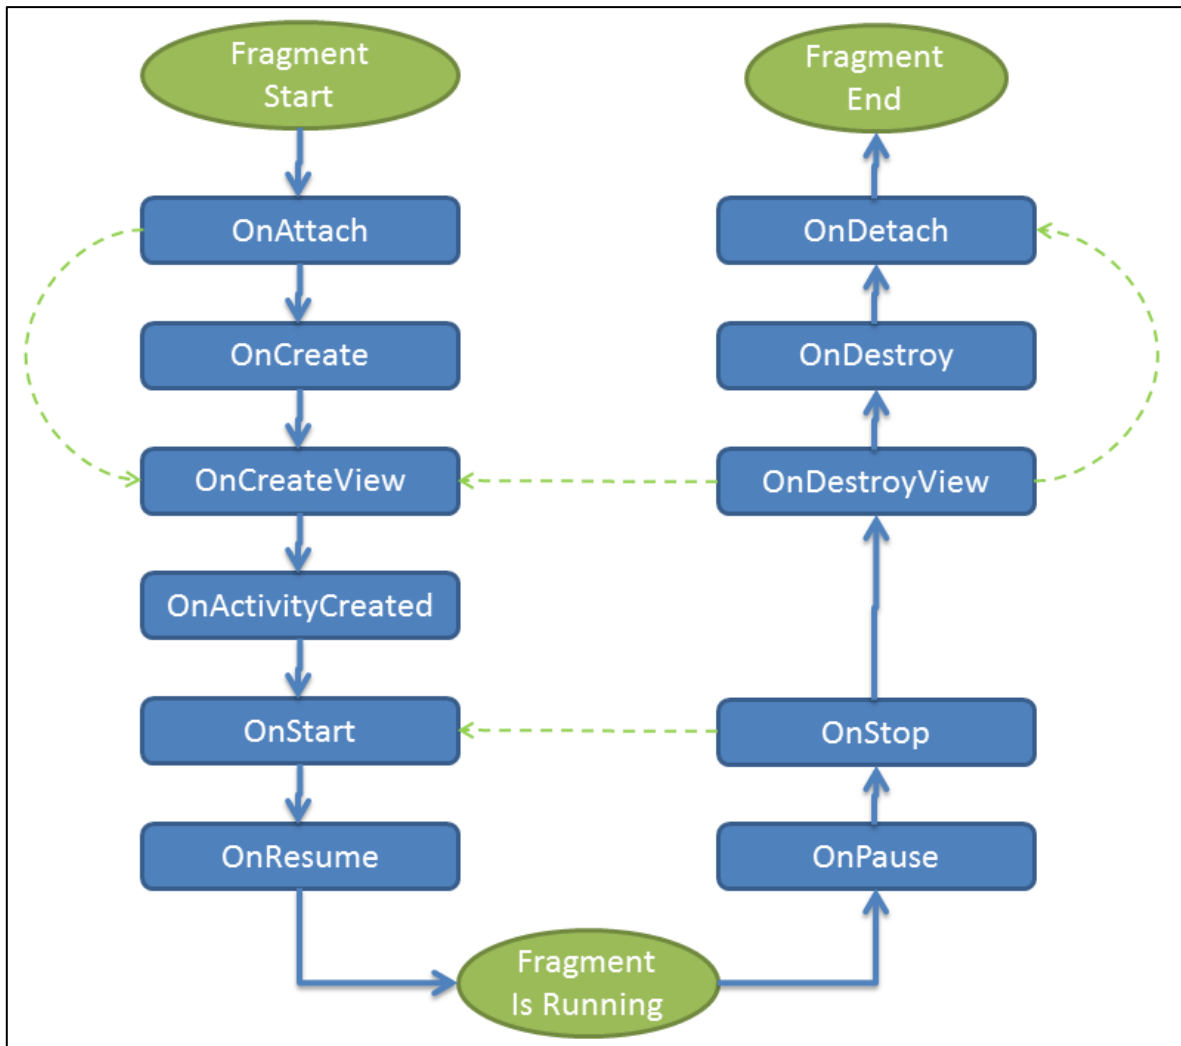 Fragment
Start
OnAttach
OnCreate
OnCreateView
OnActivityCreated
OnStart
OnResume
Fragment
Is Running
OnPause
OnStop
OnDestroyView
OnDestroy
OnDetach
Fragment
End